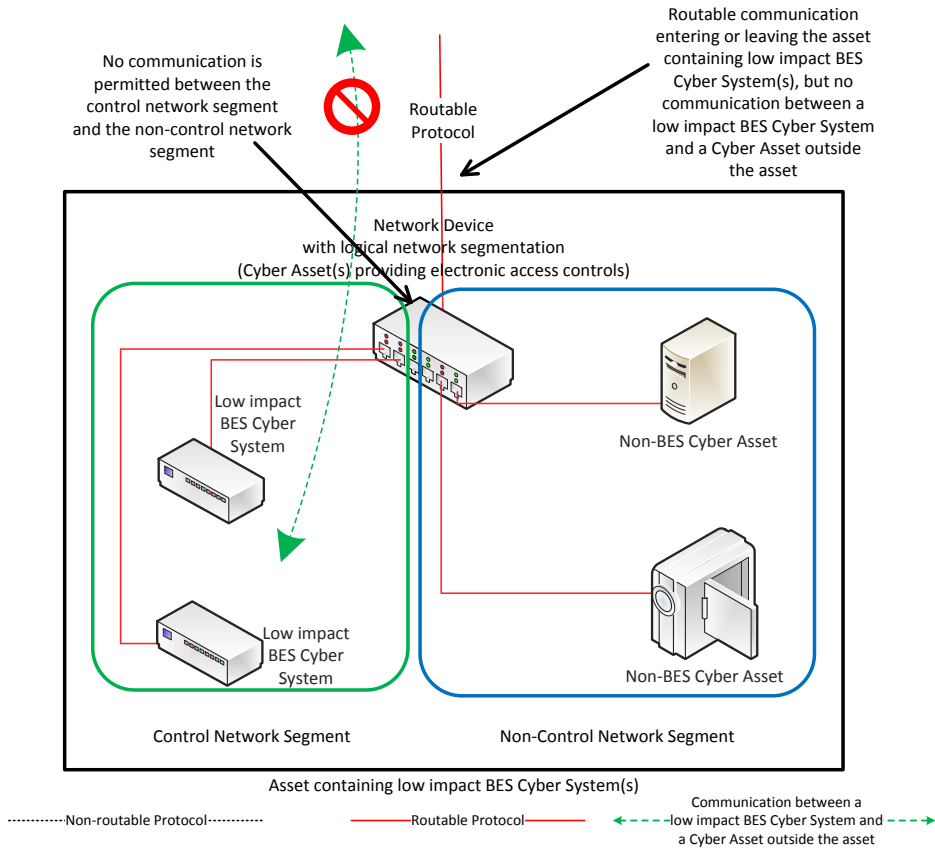 No communication is
permitted between the
control network segment
and the non-control network
segment
Routable
Protocol
Routable communication
entering or leaving the asset
containing low impact BES
Cyber System(s), but no
communication between a
low impact BES Cyber System
and a Cyber Asset outside
the asset
Network Device
with logical network segmentation
(Cyber Asset(s) providing electronic access controls)
Low impact
BES Cyber
System
Low impact
BES Cyber
System
Non-BES Cyber Asset
Non-BES Cyber Asset
Control Network Segment
Non-Control Network Segment
Asset containing low impact BES Cyber System(s)
Non-routable Protocol
Routable Protocol
Communication between a
low impact BES Cyber System and
a Cyber Asset outside the asset